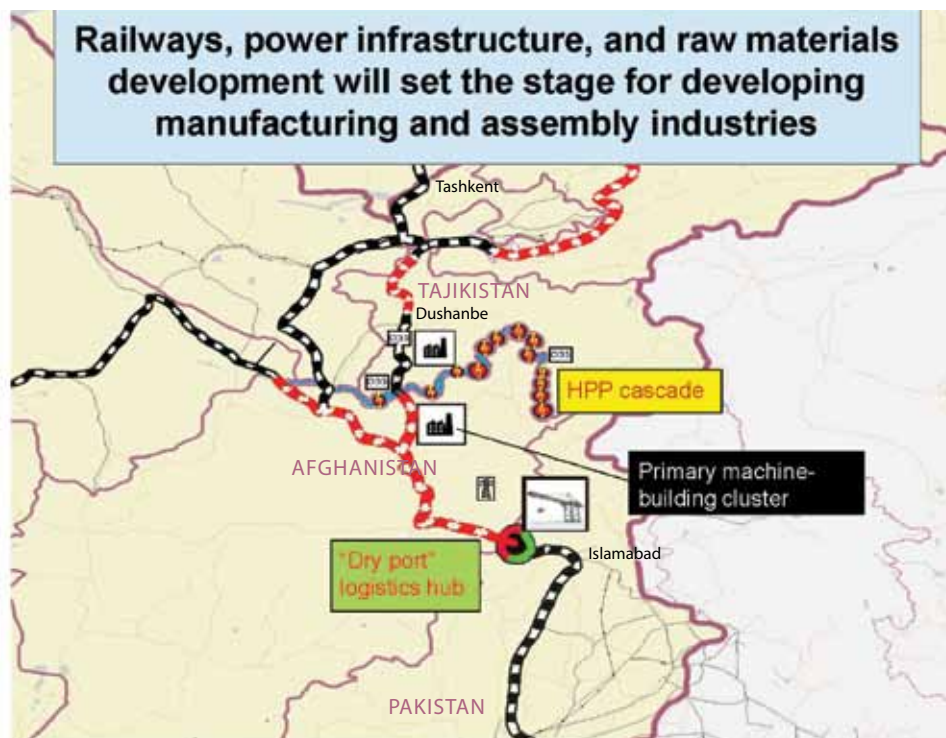 Railways, power infrastructure, and raw materials
development will set the stage for developing
manufacturing and assembly industries
Tashkent
TAJIKISTAN
Dushanbe
HPP cascade
AFGHANISTAN
Primary machine-
building cluster
Islamabad
"Dry port"
logistics hub
PAKISTAN